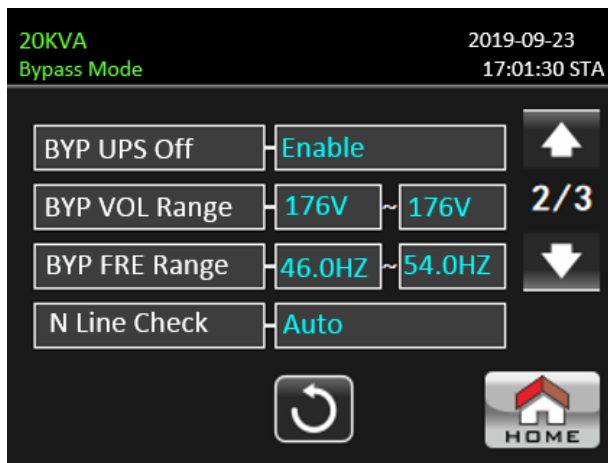 20KVA 2019-09-23
Bypass Mode 17:01:30 STA
BYP UPS Off Enable
BYP VOL Range 176V ~ 176V
2/3
BYP FRE Range 46.0HZ ~ 54.0HZ
N Line Check Auto
HOME